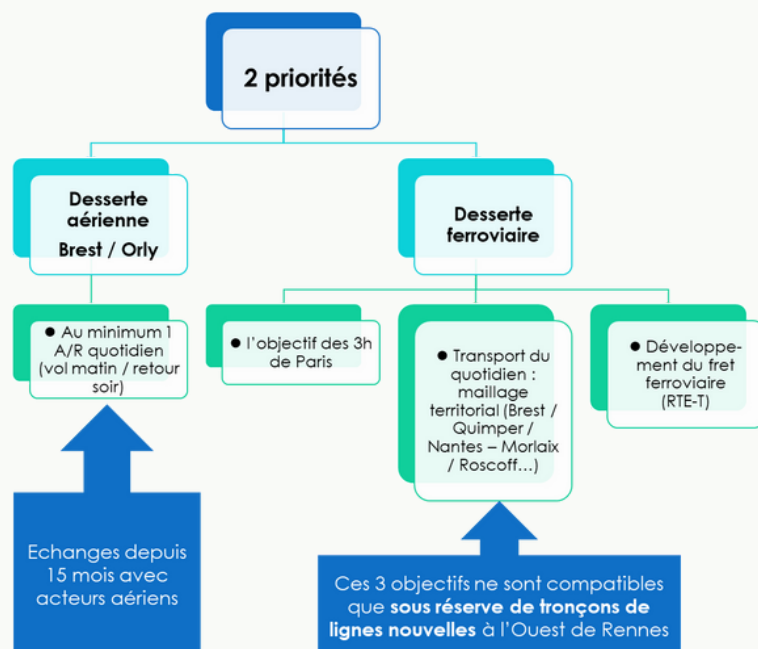 2 priorités
Desserte
aérienne
Brest / Orly
Desserte
ferroviaire
● Au minimum 1
A/R quotidien
(vol matin / retour
soir)
● l'objectif des 3h
de Paris
● Transport du
quotidien :
maillage
territorial (Brest /
Quimper /
Nantes – Morlaix
/ Roscoff…)
● Développe-
ment du fret
ferroviaire
(RTE-T)
Echanges depuis
15 mois avec
acteurs aériens
Ces 3 objectifs ne sont compatibles
que sous réserve de tronçons de
lignes nouvelles à l'Ouest de Rennes